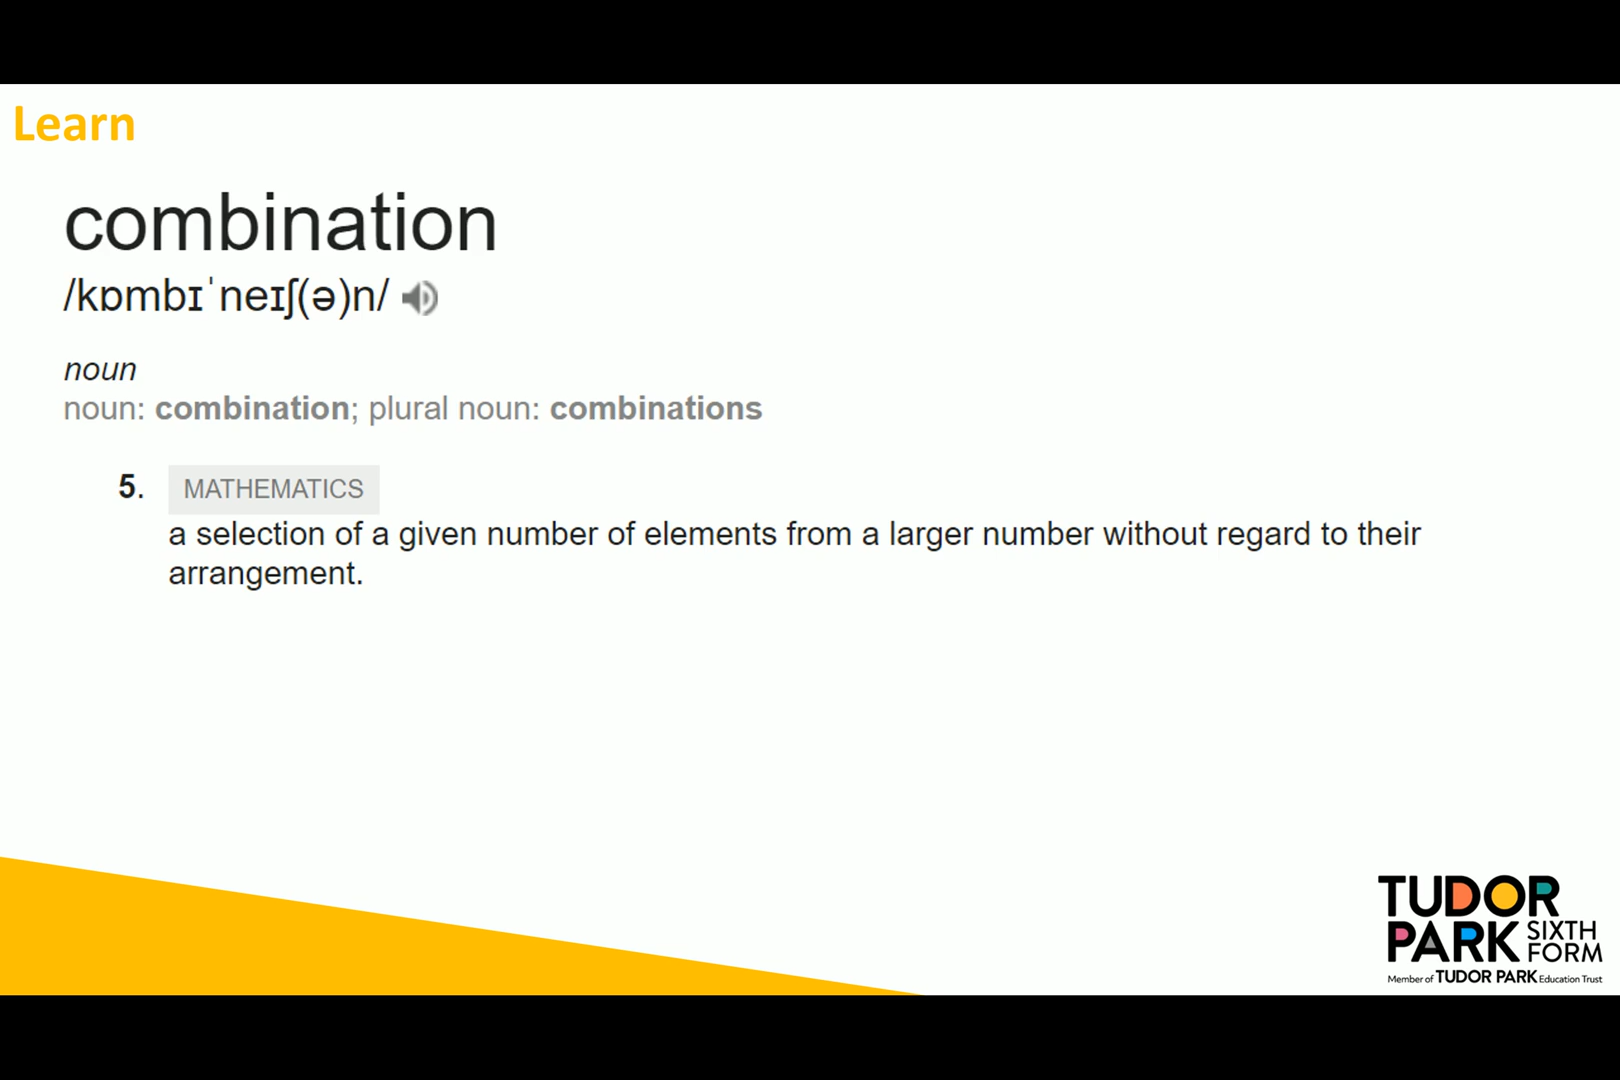 Learn
combination
/kɒmbɪˈneɪʃ(ə)n/
noun
noun: combination; plural noun: combinations
5. MATHEMATICS
a selection of a given number of elements from a larger number without regard to their
arrangement.
TUDOR
PARK SIXTH FORM
Member of TUDOR PARK Education Trust